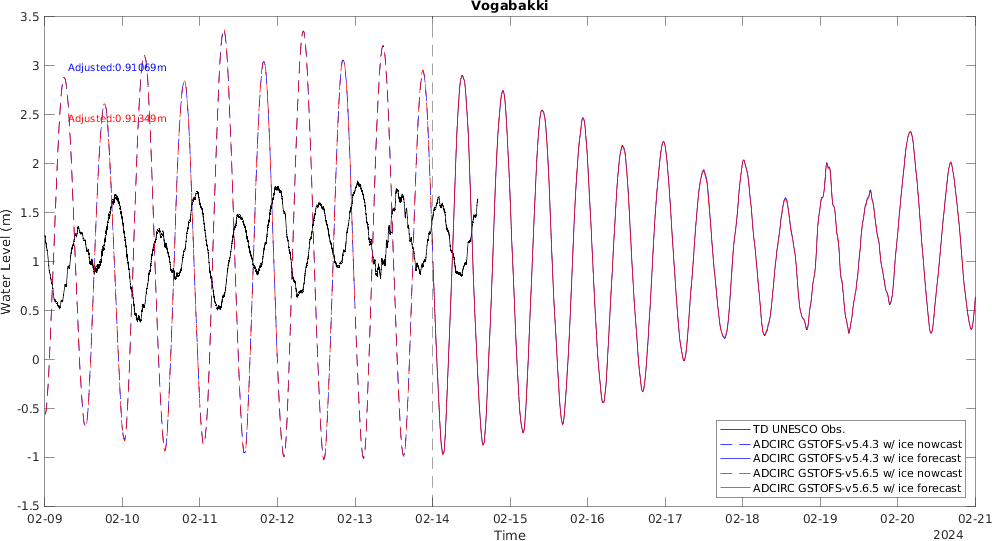 Vogabakki
3.5
3
2.5
2
1.5
1
0.5
0
-0.5
-1
-1.5
Water Level (m)
Adjusted:0.91069m
Adjusted:0.91349m
TD UNESCO Obs.
ADCIRC GSTOFS-v5.4.3 w/ ice nowcast
ADCIRC GSTOFS-v5.4.3 w/ ice forecast
ADCIRC GSTOFS-v5.6.5 w/ ice nowcast
ADCIRC GSTOFS-v5.6.5 w/ ice forecast
02-09 02-10 02-11 02-12 02-13 02-14 02-15 02-16 02-17 02-18 02-19 02-20 02-21
Time
2024